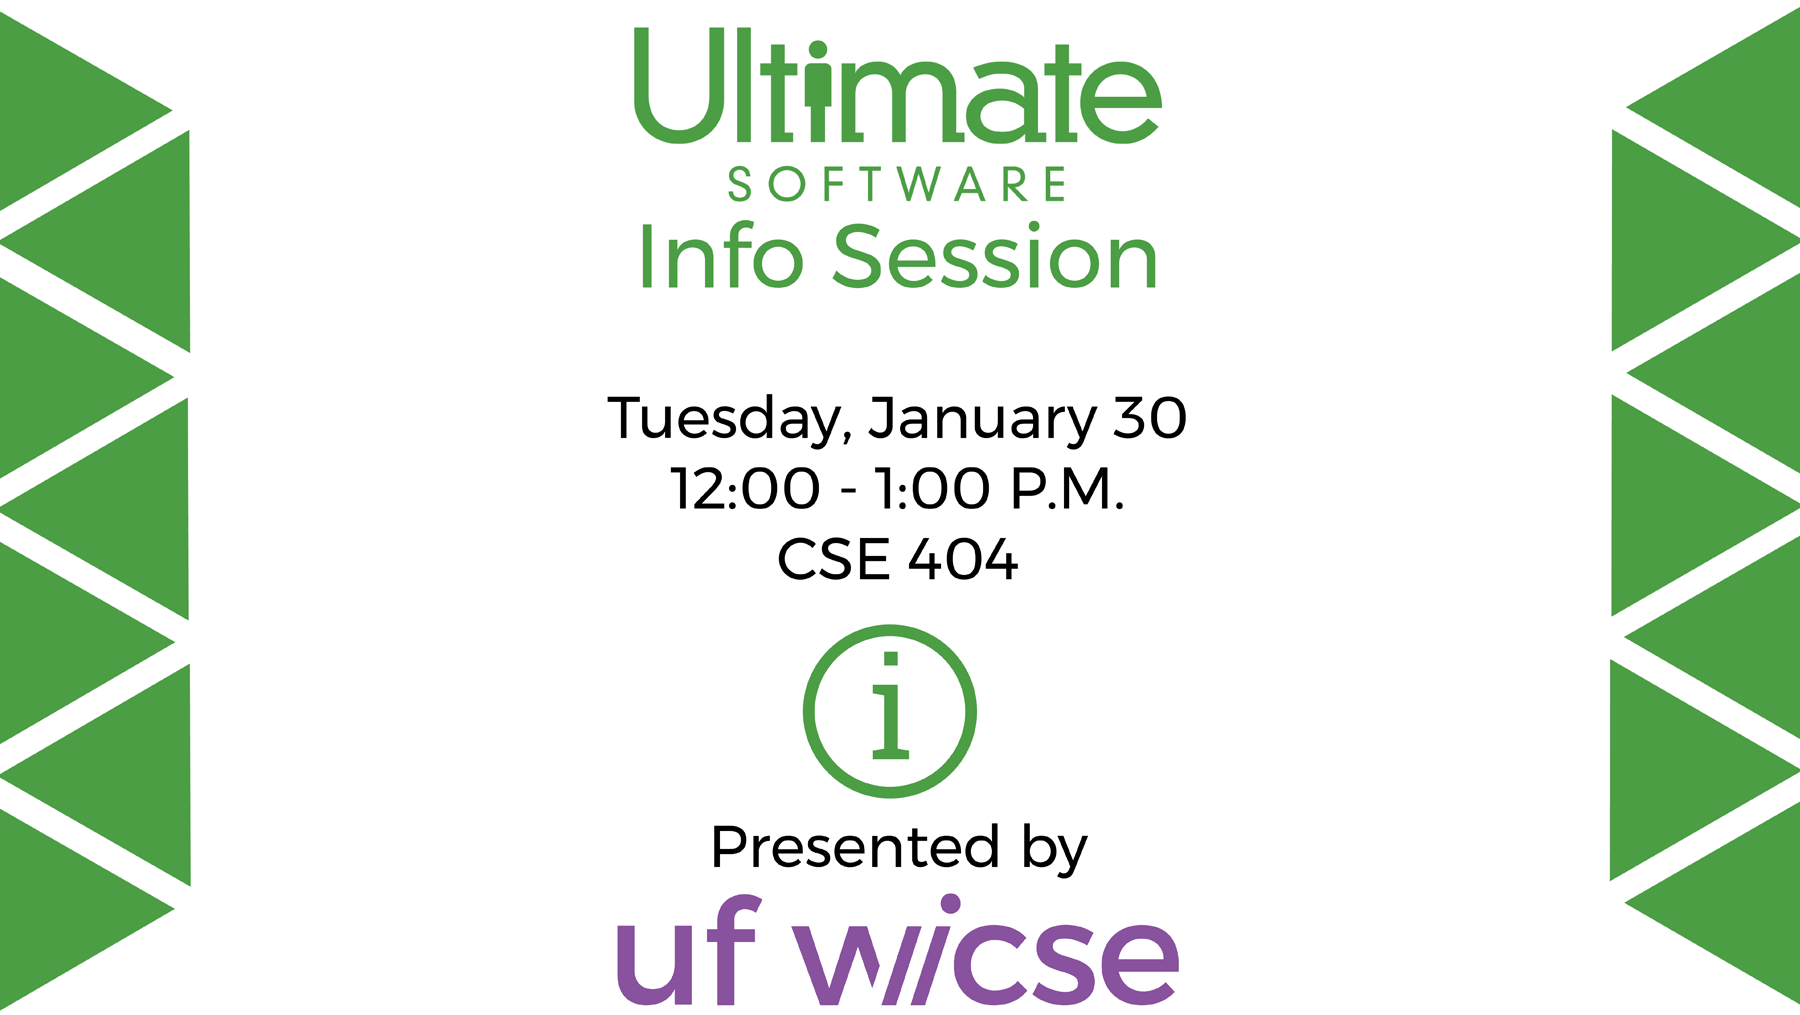 Ultimate
SOFTWARE
Info Session
Tuesday, January 30
12:00 - 1:00 P.M.
CSE 404
i
Presented by
uf wicse